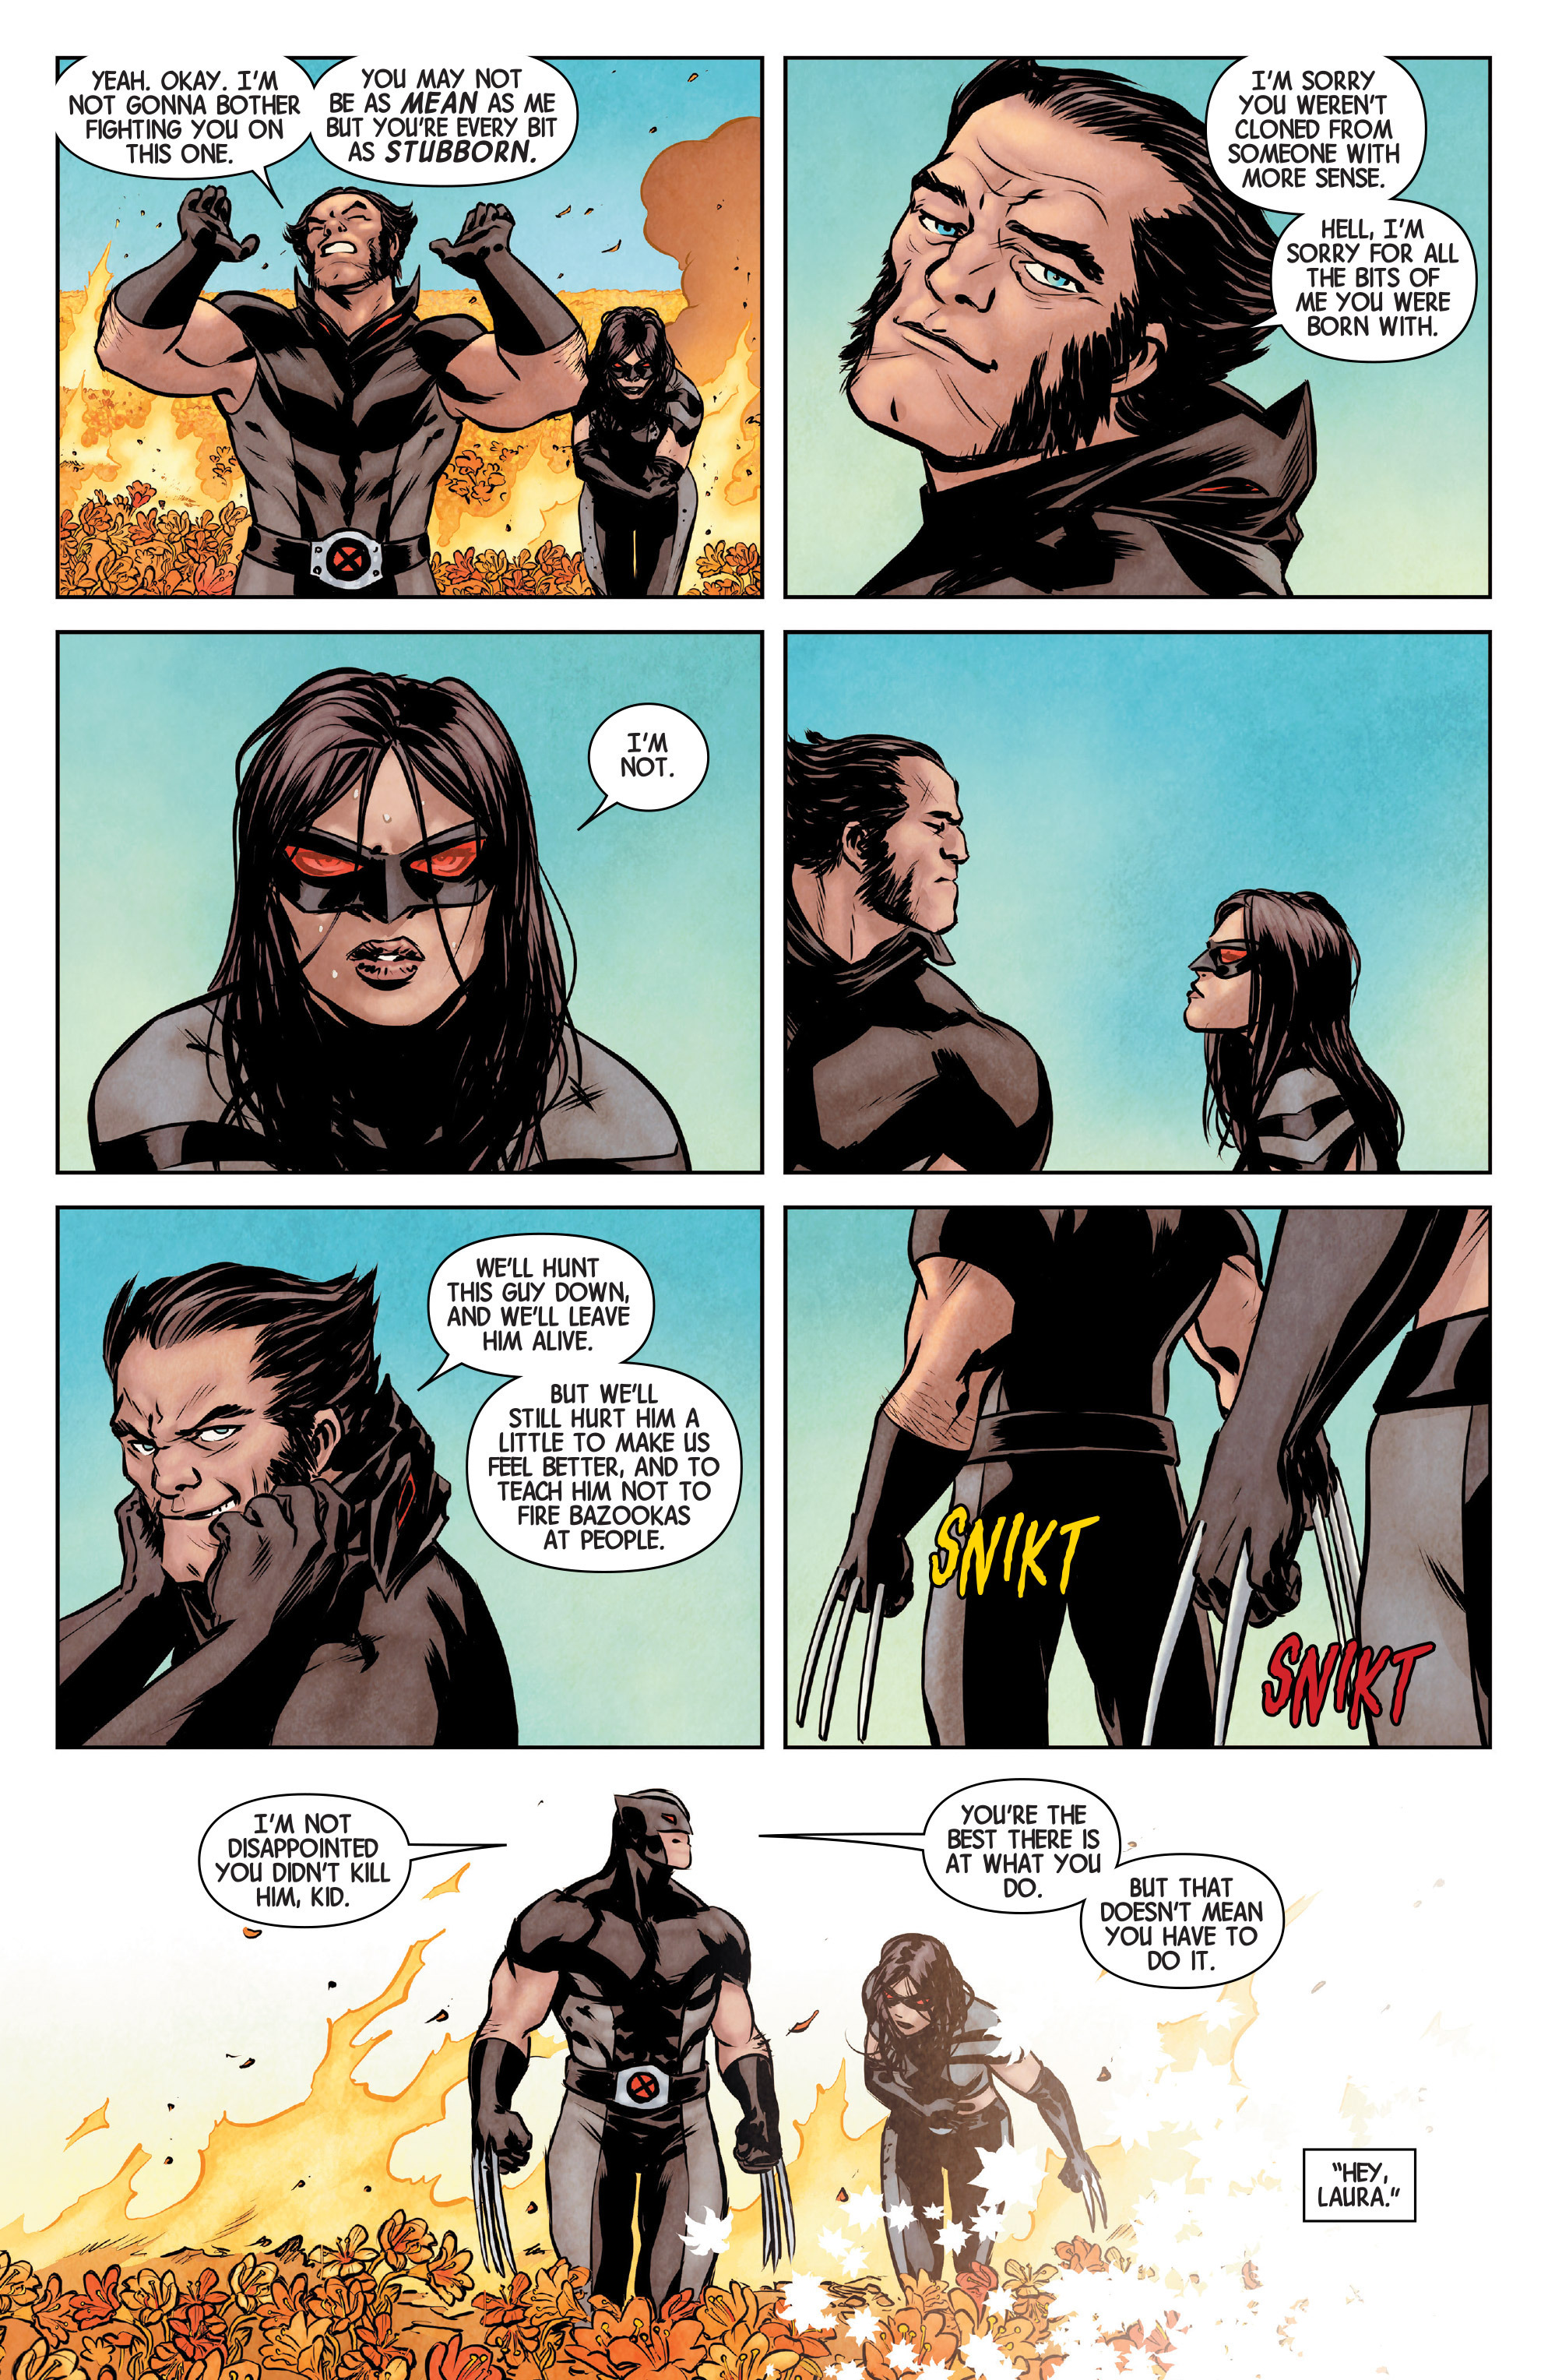 YEAH. OKAY. I'M
NOT GONNA BOTHER
FIGHTING YOU ON
THIS ONE.
YOU MAY NOT
BE AS MEAN AS ME
BUT YOU'RE EVERY BIT
AS STUBBORN.
I'M SORRY
YOU WEREN'T
CLONED FROM
SOMEONE WITH
MORE SENSE.
HELL, I'M
SORRY FOR ALL
THE BITS OF
ME YOU WERE
BORN WITH.
I'M
NOT.
WE'LL HUNT
THIS GUY DOWN,
AND WE'LL LEAVE
HIM ALIVE.
BUT WE'LL
STILL HURT HIM A
LITTLE TO MAKE US
FEEL BETTER, AND TO
TEACH HIM NOT TO
FIRE BAZOOKAS
AT PEOPLE.
SNIKT
SNIKT
I'M NOT
DISAPPOINTED
YOU DIDN'T KILL
HIM, KID.
YOU'RE THE
BEST THERE IS
AT WHAT YOU
DO.
BUT THAT
DOESN'T MEAN
YOU HAVE TO
DO IT.
"HEY,
LAURA."